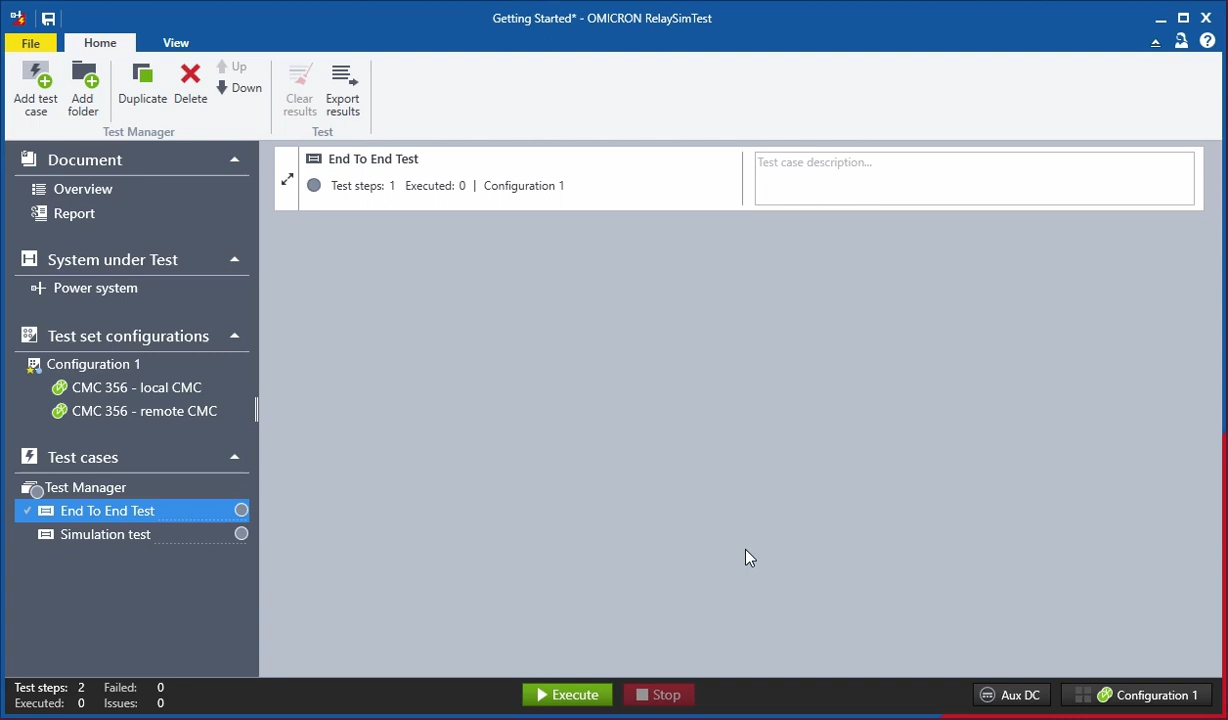 Getting Started* - OMICRON RelaySimTest
File Home View
Add test case
Add folder
Duplicate
Delete
Up
Down
Test Manager
Clear results
Export results
Test
Document
Overview
Report
System under Test
Power system
Test set configurations
Configuration 1
CMC 356 - local CMC
CMC 356 - remote CMC
Test cases
Test Manager
End To End Test
Simulation test
End To End Test
Test steps: 1 Executed: 0 | Configuration 1
Test case description...
Test steps: 2 Failed: 0
Executed: 0 Issues: 0
Execute
Stop
Aux DC
Configuration 1